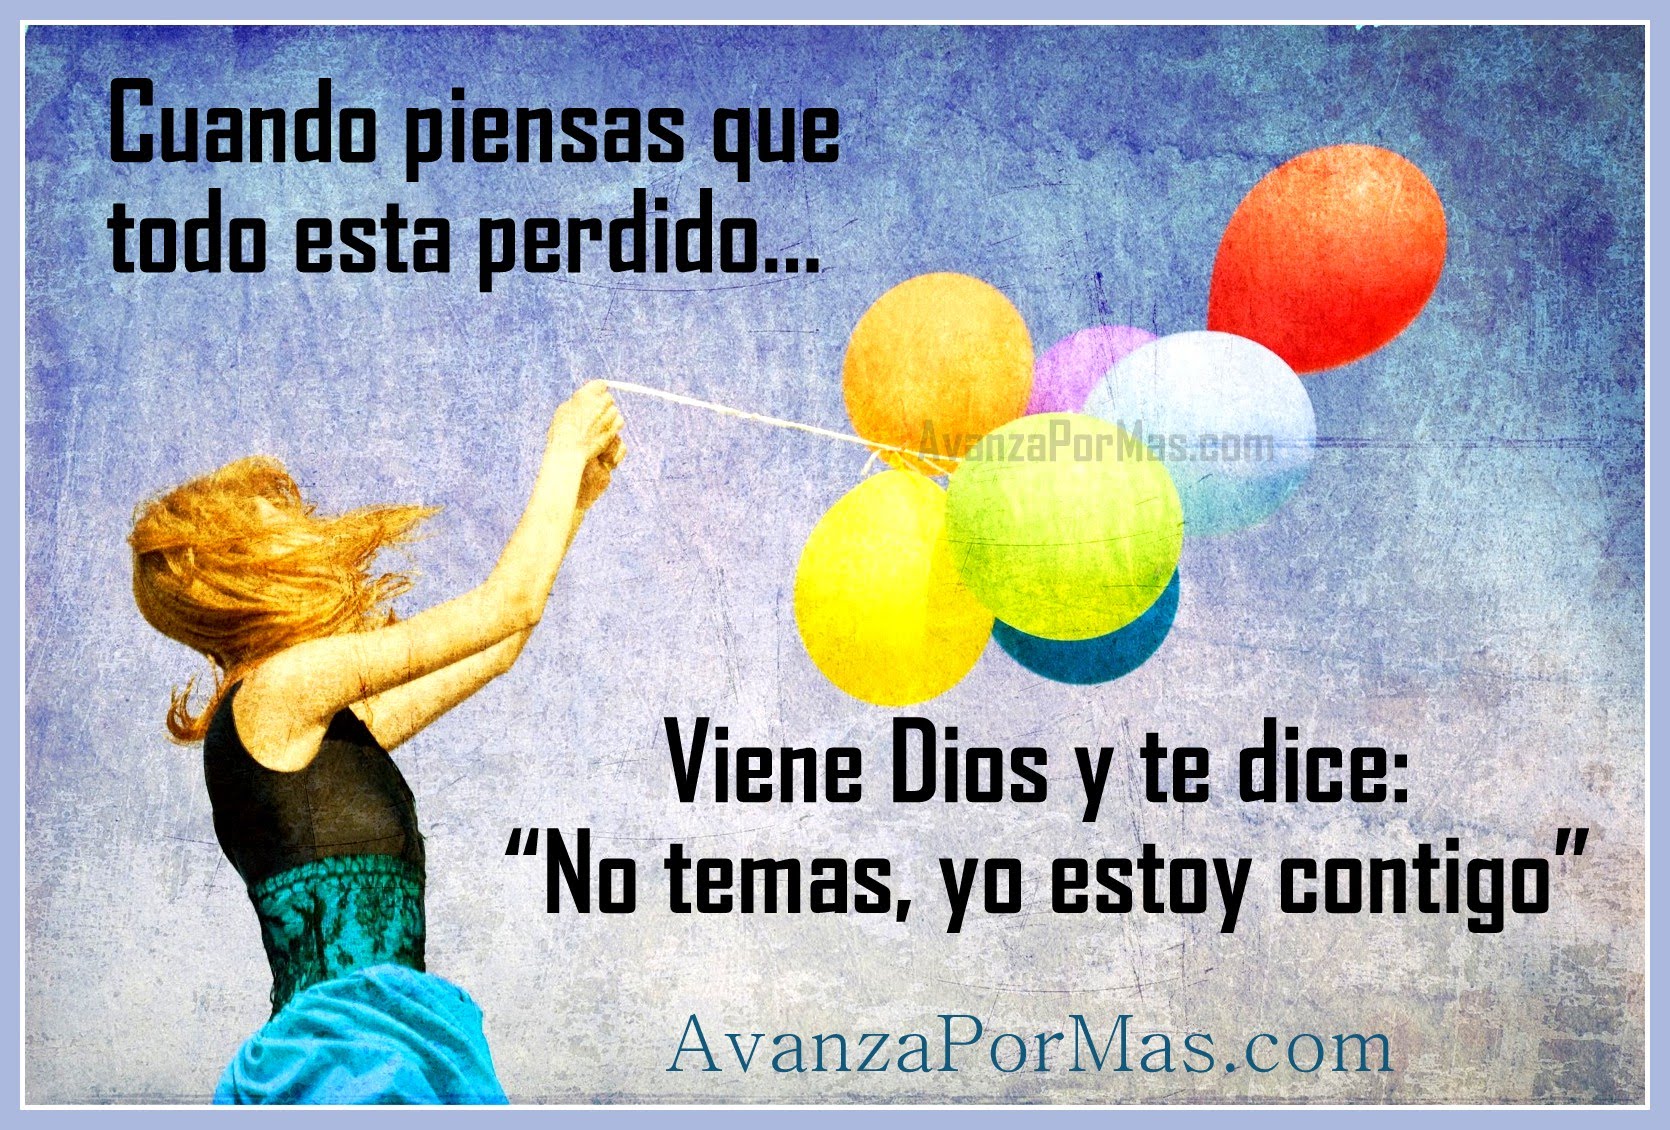 Cuando piensas que
todo esta perdido...
AvanzaPorMas.com
Viene Dios y te dice:
“No temas, yo estoy contigo”
AvanzaPorMas.com